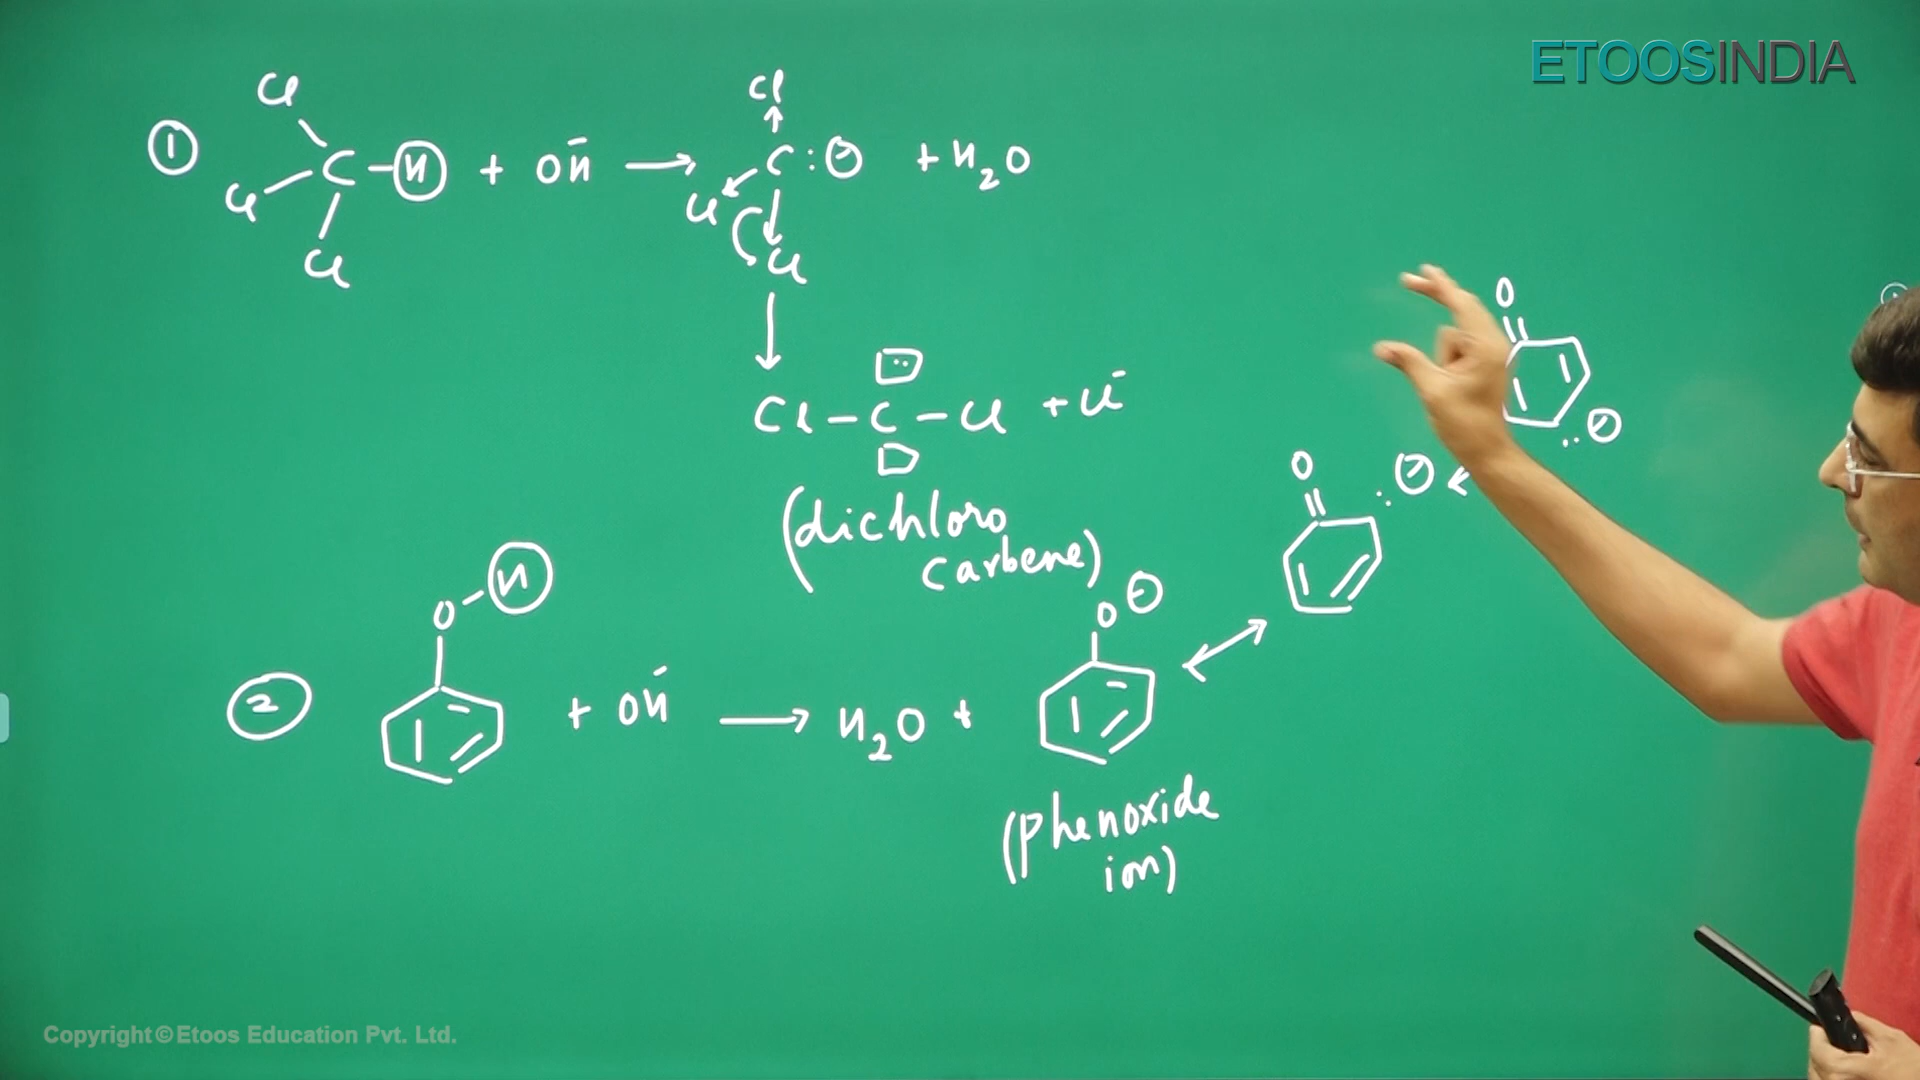 ETOOSINDIA
Cl
Cl
① Cl C - H + OH⁻ → C : ⊖ + H₂O
Cl Cl
Cl
Cl
Cl - C - Cl + Cl⁻
(dichloro
carbene)
O
: ⊖
O
: ⊖
O - H
O ⊖
② + OH⁻ → H₂O +
(phenoxide
ion)
Copyright © Etoos Education Pvt. Ltd.